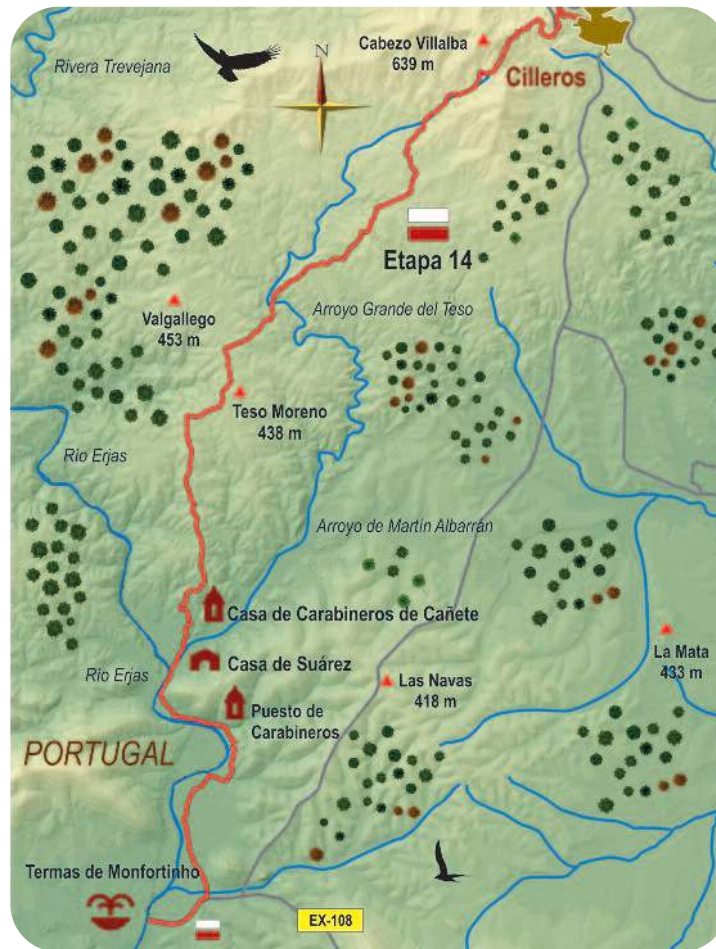 Cabezo Villalba
639 m
N
Rivera Trevejana
Cilleros
Etapa 14
Arroyo Grande del Teso
Valgallego
453 m
Teso Moreno
438 m
Río Erjas
Arroyo de Martín Albarrán
Casa de Carabineros de Cañete
Casa de Suárez
La Mata
433 m
Río Erjas
Las Navas
418 m
Puesto de
Carabineros
PORTUGAL
Termas de Monfortinho
EX-108